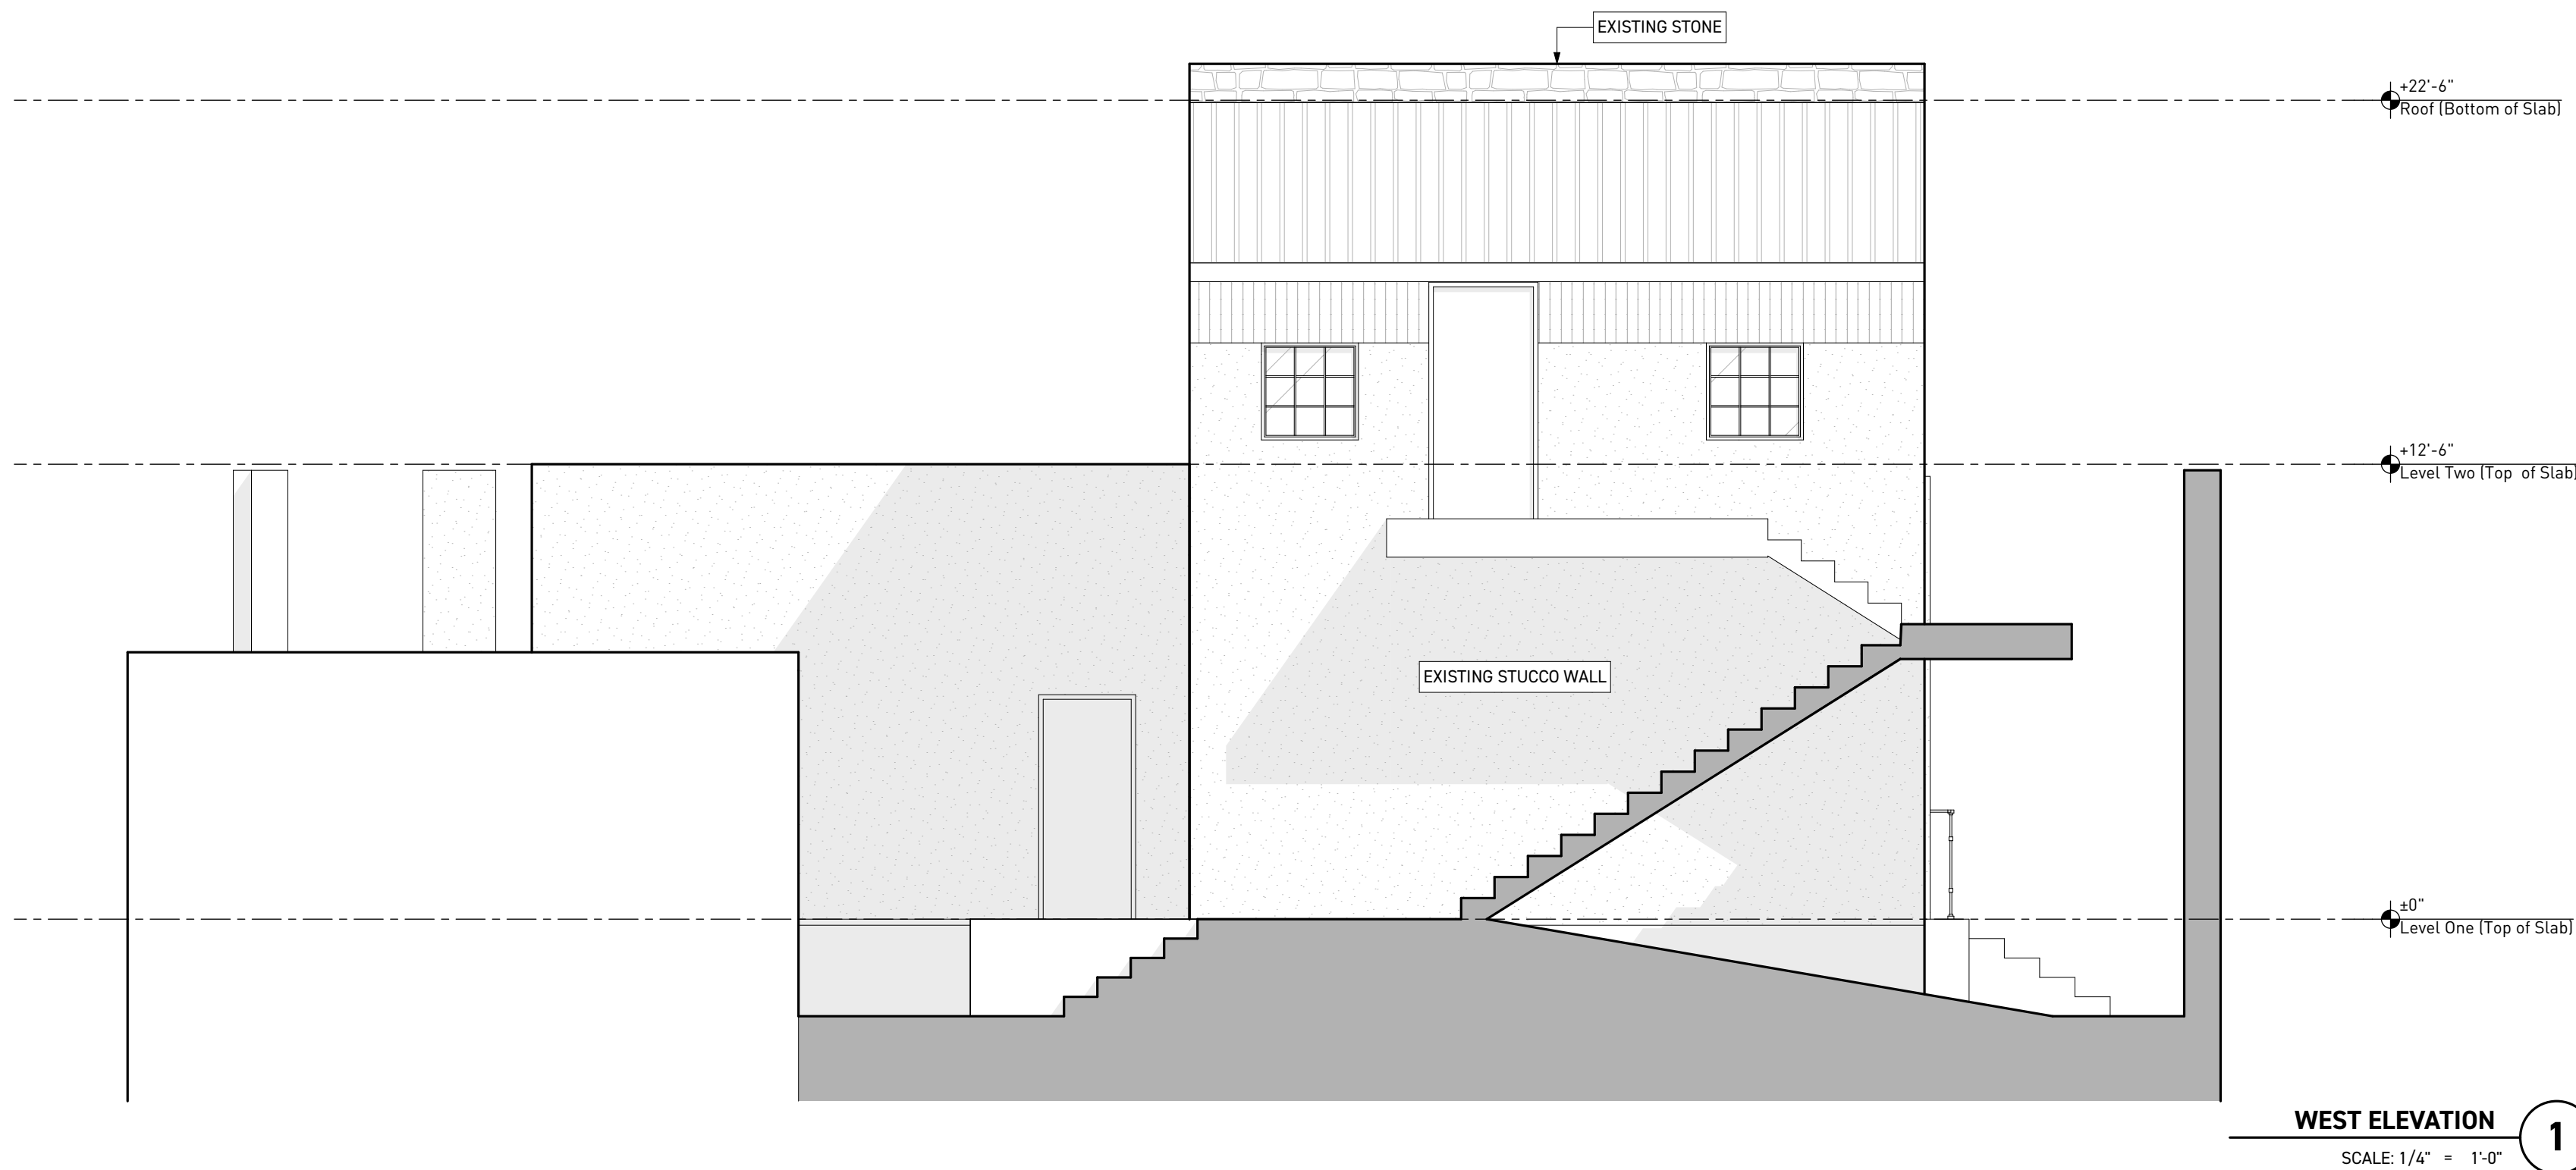 EXISTING STONE
+22'-6"
Roof (Bottom of Slab)
+12'-6"
Level Two (Top of Slab)
EXISTING STUCCO WALL
±0"
Level One (Top of Slab)
WEST ELEVATION
1
SCALE: 1/4" = 1'-0"